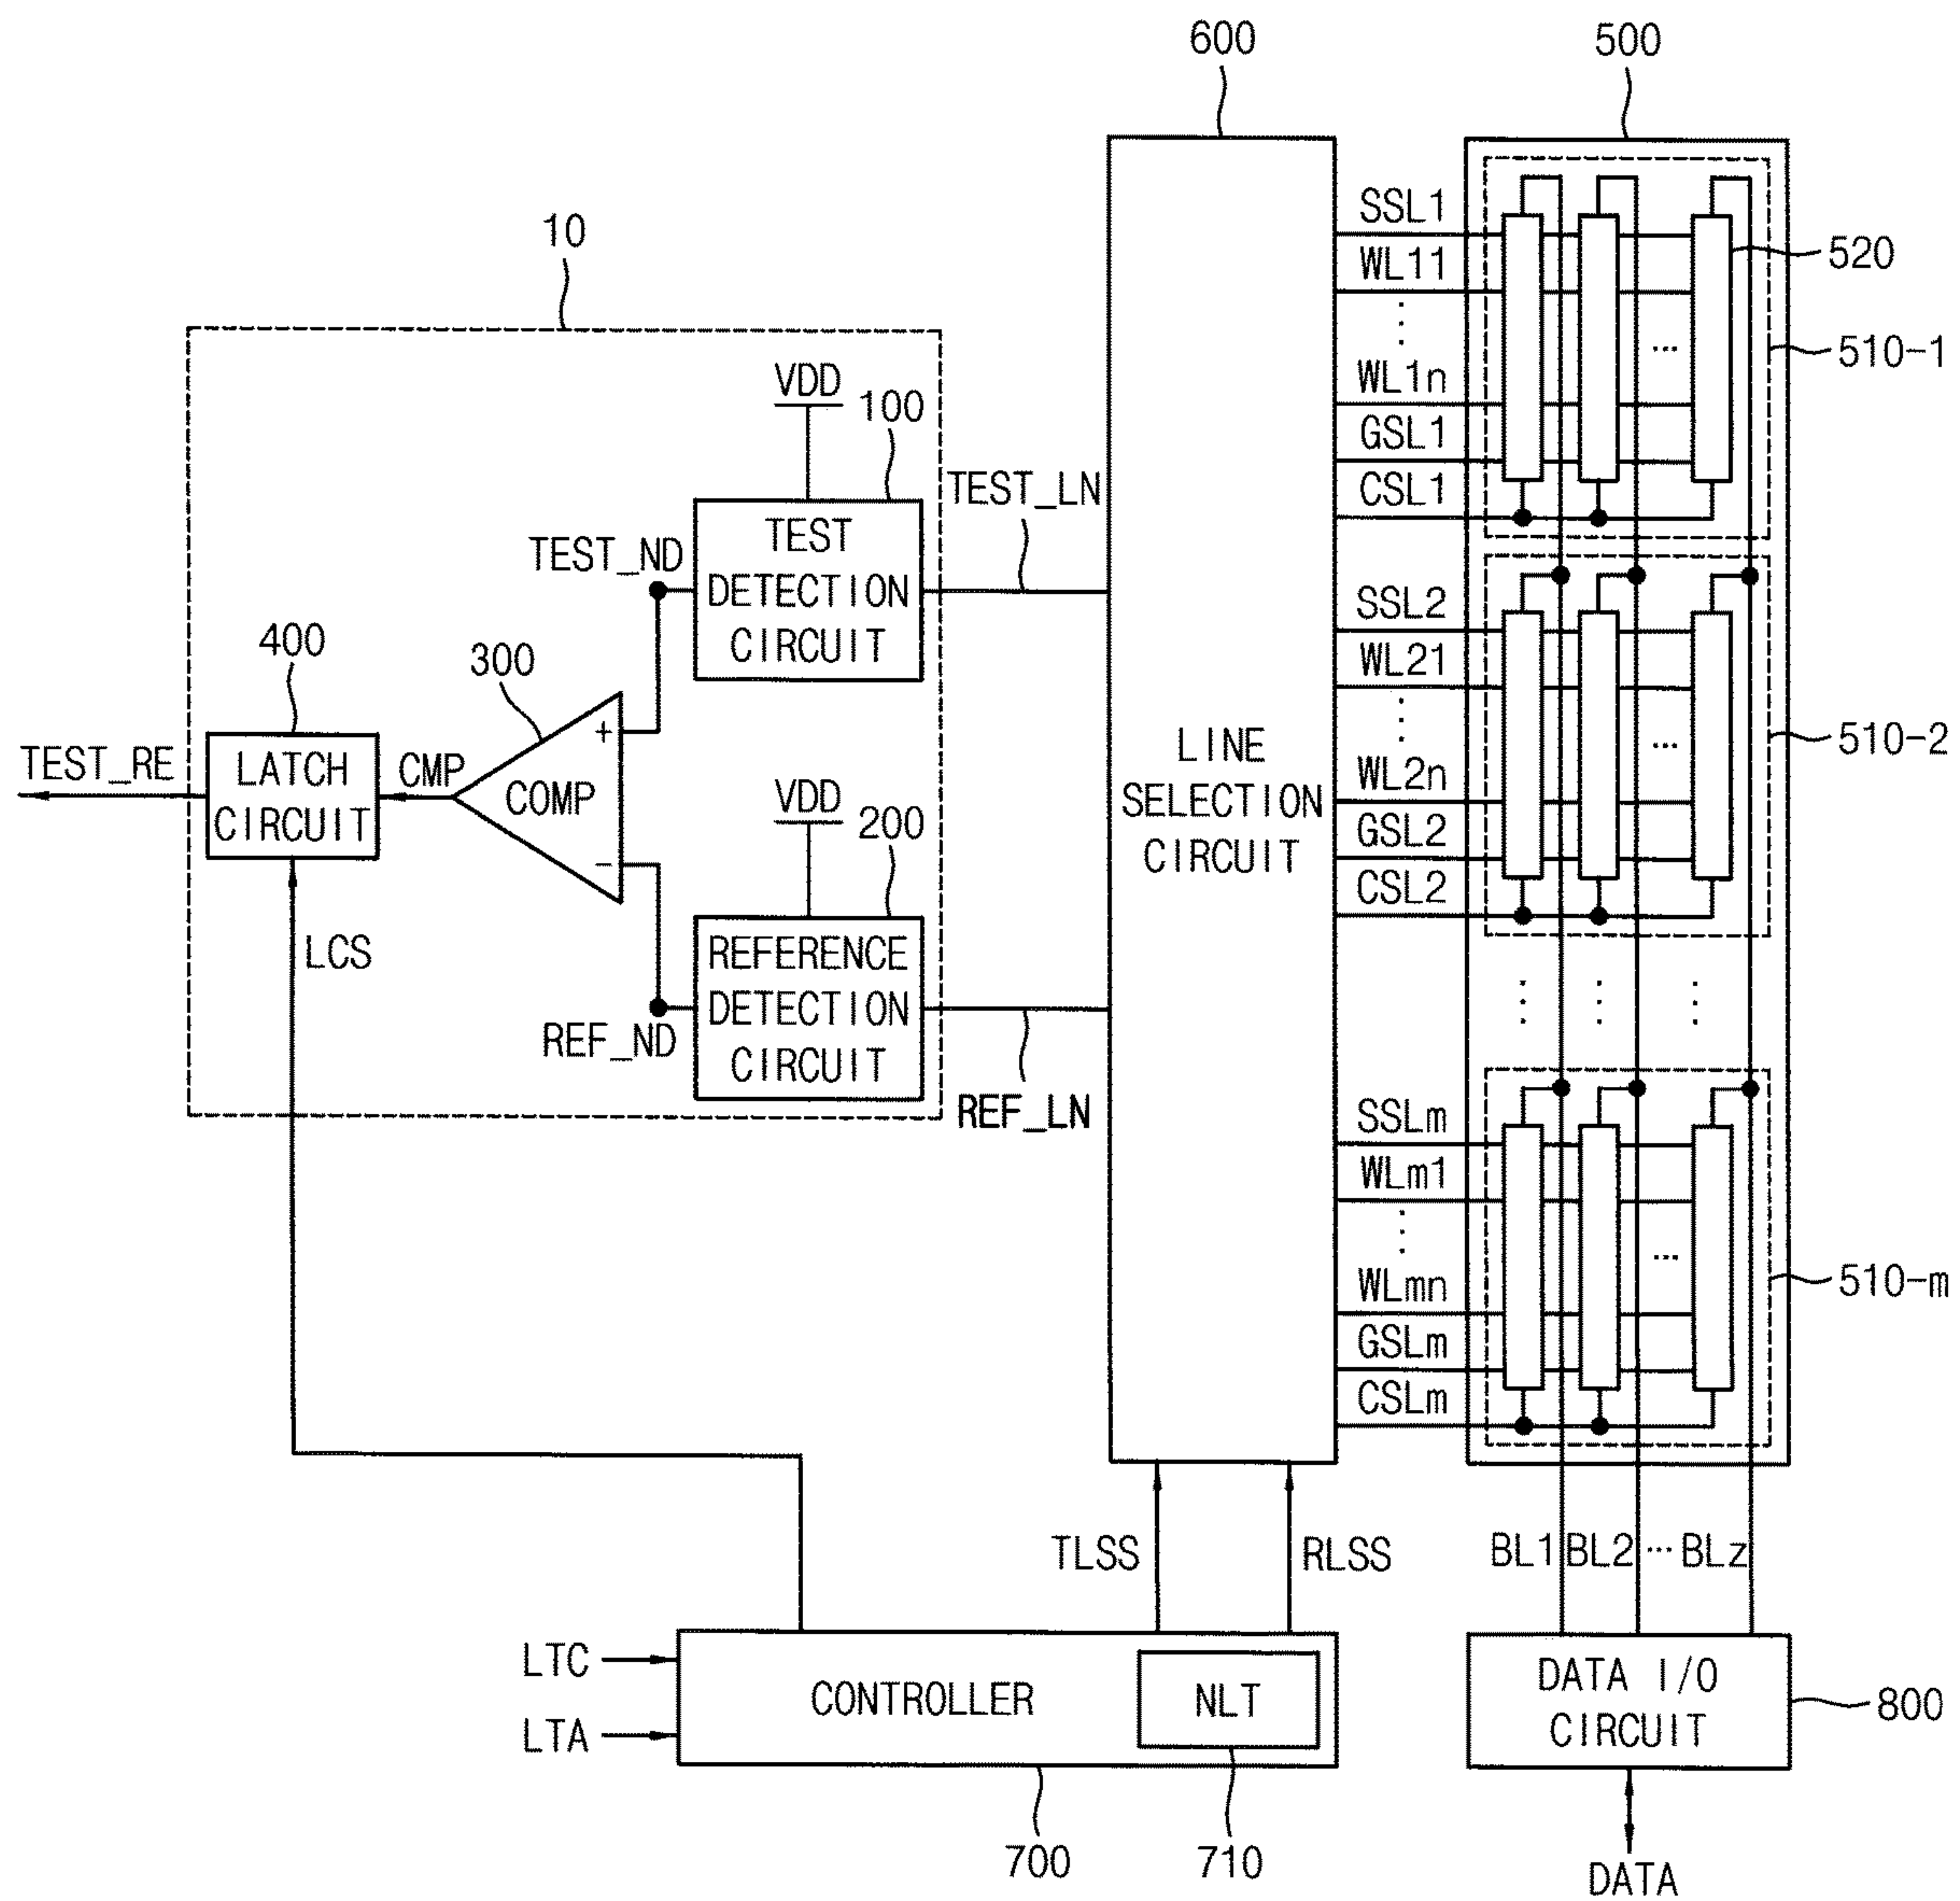 600
500
10
SSL1
WL11
⋮
WL1n
GSL1
CSL1
520
...
510-1
VDD
100
TEST
DETECTION
CIRCUIT
TEST_LN
TEST_ND
SSL2
WL21
⋮
WL2n
GSL2
CSL2
...
510-2
400
300
TEST_RE
LATCH
CIRCUIT
CMP
COMP
+
−
LINE
SELECTION
CIRCUIT
VDD
200
REFERENCE
DETECTION
CIRCUIT
LCS
REF_ND
REF_LN
⋮ ⋮ ⋮
SSLm
WLm1
⋮
WLmn
GSLm
CSLm
...
510-m
TLSS
RLSS
BL1 BL2 ... BLz
LTC
LTA
CONTROLLER
NLT
DATA I/O
CIRCUIT
800
700
710
DATA